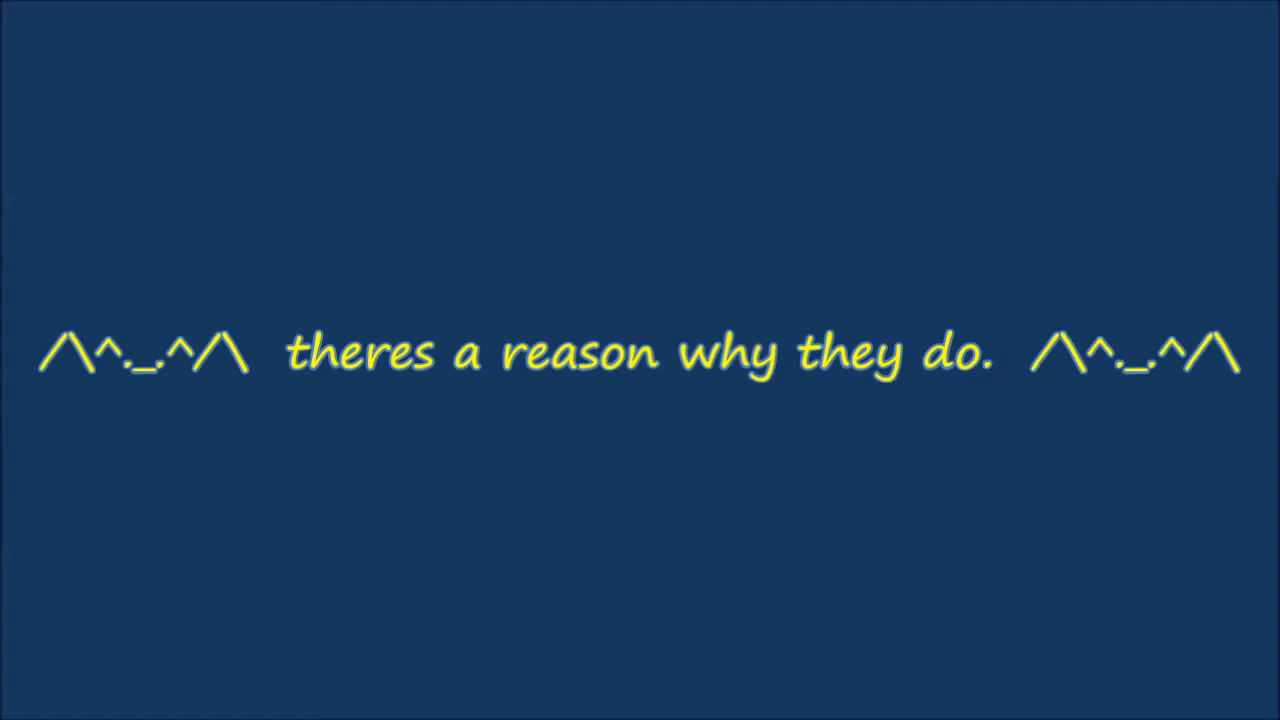 /\^._.^/\ theres a reason why they do. /\^._.^/\